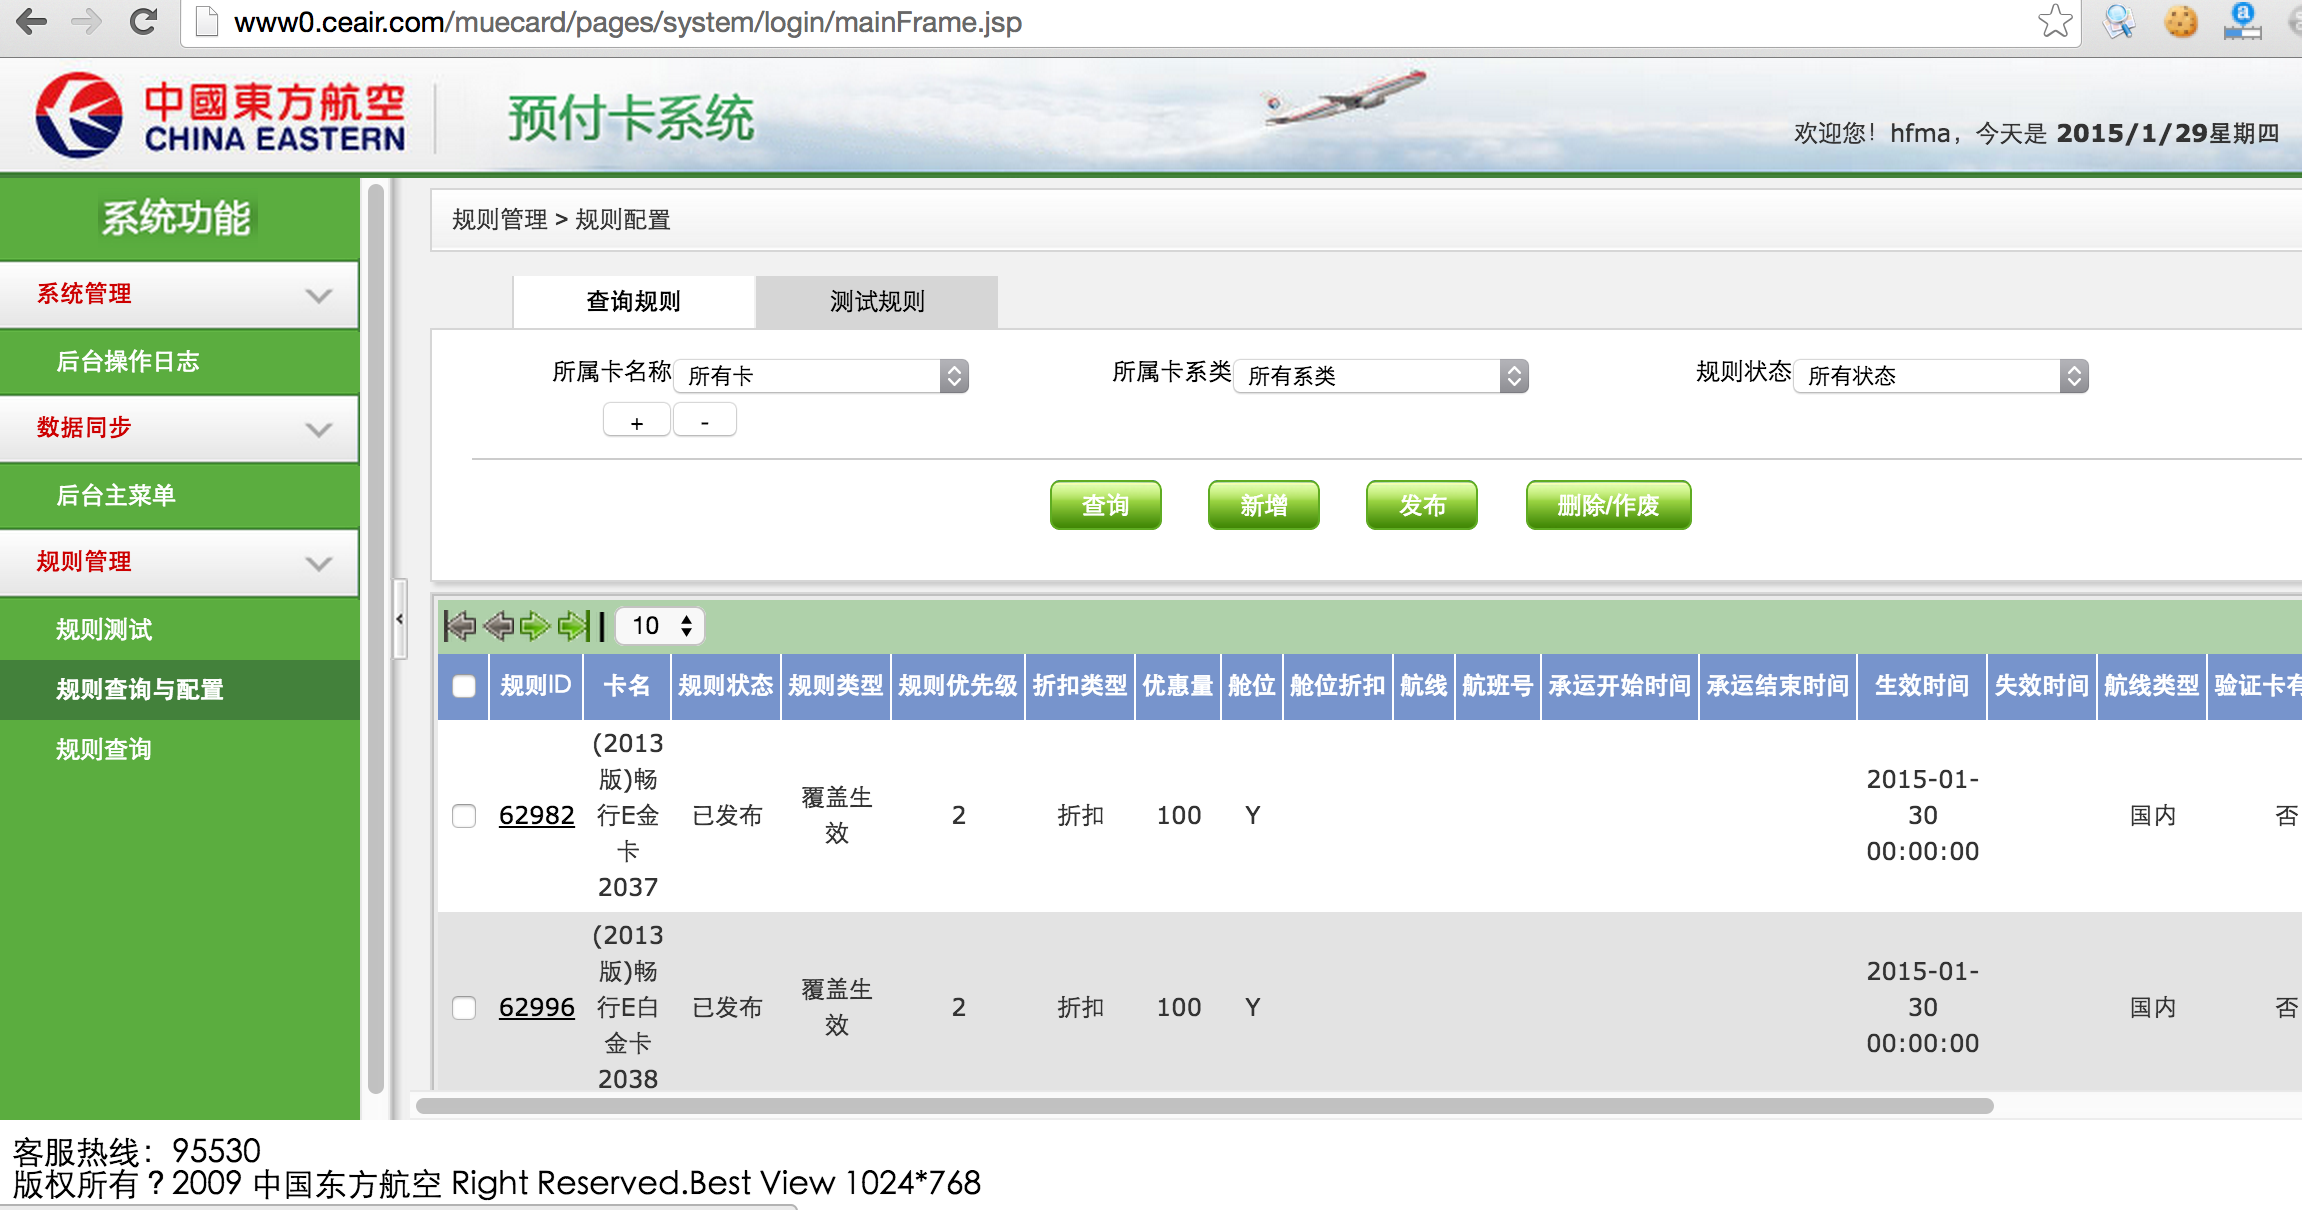 www0.ceair.com/muecard/pages/system/login/mainFrame.jsp
中國東方航空
CHINA EASTERN
预付卡系统
欢迎您！hfma，今天是 2015/1/29星期四
系统功能
系统管理
后台操作日志
数据同步
后台主菜单
规则管理
规则测试
规则查询与配置
规则查询
规则管理 > 规则配置
查询规则 测试规则
所属卡名称 所有卡 所属卡系类 所有系类 规则状态 所有状态
+ -
查询 新增 发布 删除/作废
10
规则ID 卡名 规则状态 规则类型 规则优先级 折扣类型 优惠量 舱位 舱位折扣 航线 航班号 承运开始时间 承运结束时间 生效时间 失效时间 航线类型 验证卡有
62982 (2013版)畅行E金卡2037 已发布 覆盖生效 2 折扣 100 Y 2015-01-30 00:00:00 国内 否
62996 (2013版)畅行E白金卡2038 已发布 覆盖生效 2 折扣 100 Y 2015-01-30 00:00:00 国内 否
客服热线：95530
版权所有？2009 中国东方航空 Right Reserved.Best View 1024*768